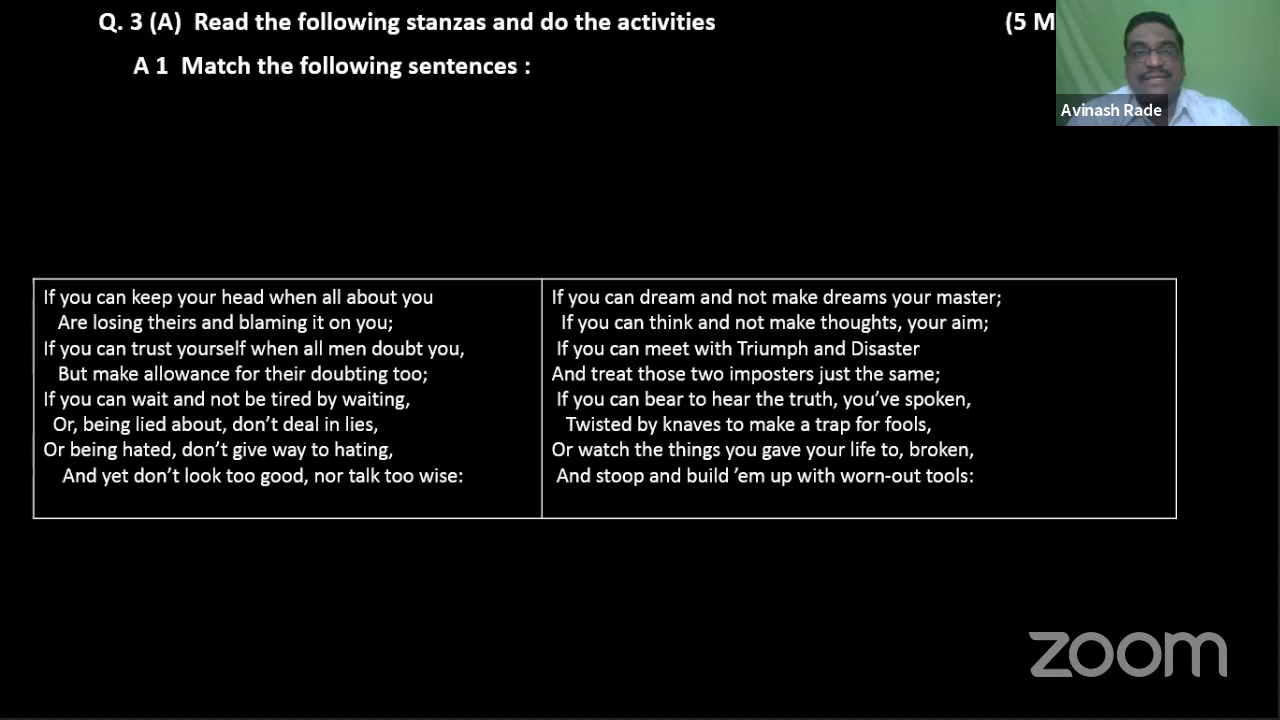 Q. 3 (A) Read the following stanzas and do the activities (5 M
A 1 Match the following sentences :
Avinash Rade
If you can keep your head when all about you
Are losing theirs and blaming it on you;
If you can trust yourself when all men doubt you,
But make allowance for their doubting too;
If you can wait and not be tired by waiting,
Or, being lied about, don't deal in lies,
Or being hated, don't give way to hating,
And yet don't look too good, nor talk too wise:
If you can dream and not make dreams your master;
If you can think and not make thoughts, your aim;
If you can meet with Triumph and Disaster
And treat those two imposters just the same;
If you can bear to hear the truth, you've spoken,
Twisted by knaves to make a trap for fools,
Or watch the things you gave your life to, broken,
And stoop and build ’em up with worn-out tools:
zoom